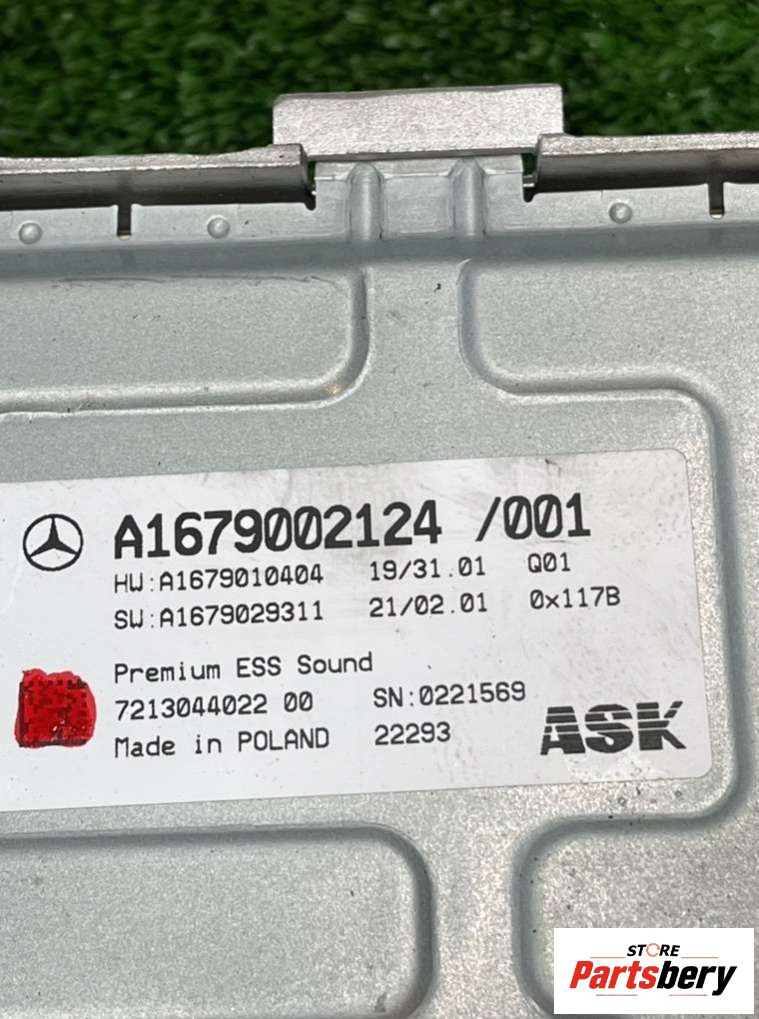 A1679002124 /001
HW:A1679010404 19/31.01 Q01
SW:A1679029311 21/02.01 0x117B
Premium ESS Sound
7213044022 00 SN:0221569
Made in POLAND 22293
ASK
STORE
Partsbery